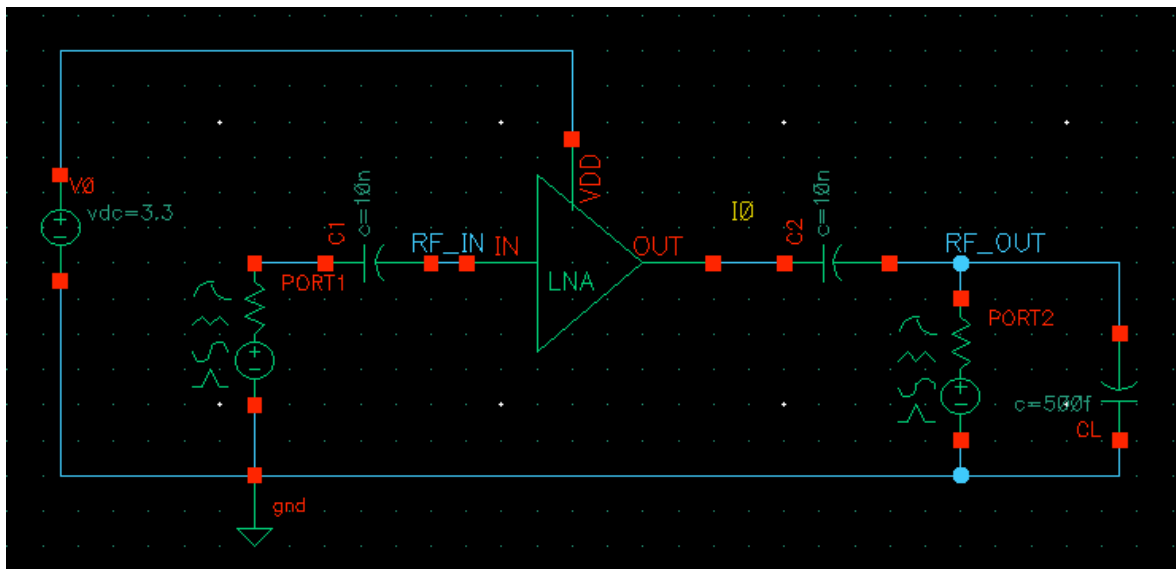 VDD
V0
vdc=3.3
C1
c=10n
I0
C2
c=10n
RF_IN
IN
OUT
RF_OUT
PORT1
LNA
PORT2
c=500f
CL
gnd